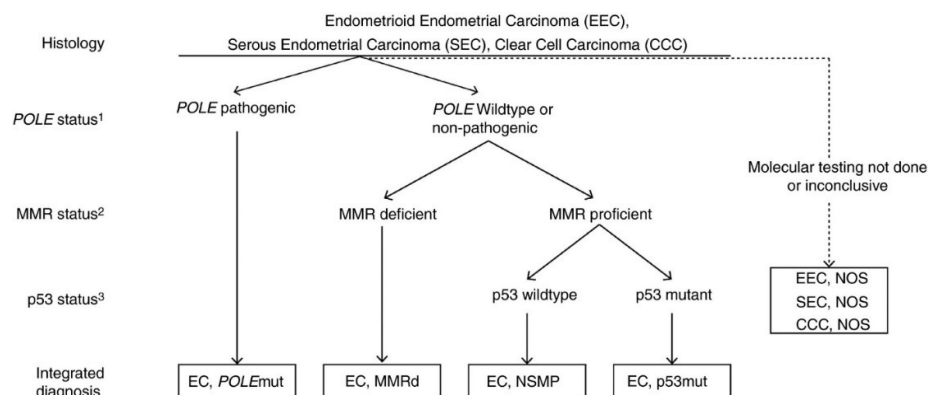 Endometrioid Endometrial Carcinoma (EEC),
Histology
Serous Endometrial Carcinoma (SEC), Clear Cell Carcinoma (CCC)
POLE status¹
POLE pathogenic
POLE Wildtype or
non-pathogenic
Molecular testing not done
or inconclusive
MMR status²
MMR deficient
MMR proficient
p53 status³
p53 wildtype
p53 mutant
EEC, NOS
SEC, NOS
CCC, NOS
Integrated
diagnosis
EC, POLEmut
EC, MMRd
EC, NSMP
EC, p53mut